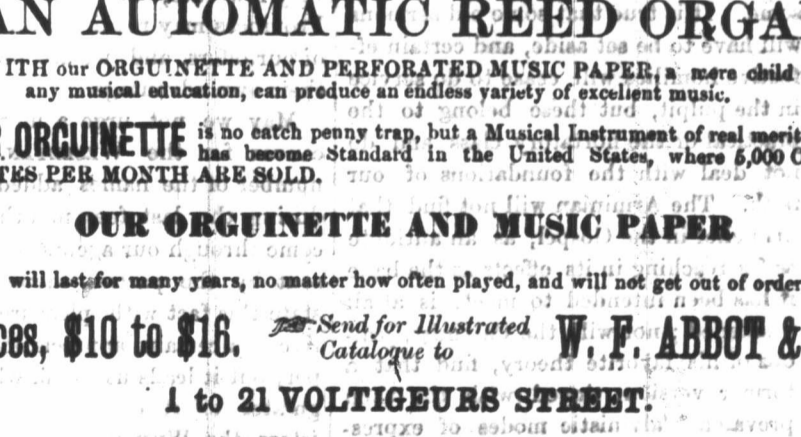 AN AUTOMATIC REED ORGA
ITH our ORGUINETTE AND PERFORATED MUSIC PAPER, a mere child
any musical education, can produce an endless variety of excellent music.
ORGUINETTE is no catch penny trap, but a Musical Instrument of real merit
has become Standard in the United States, where 5,000 O
TES PER MONTH ARE SOLD.
OUR ORGUINETTE AND MUSIC PAPER
will last for many years, no matter how often played, and will not get out of order
ces, $10 to $16. Send for Illustrated Catalogue to W. F. ABBOT &
1 to 21 VOLTIGEURS STREET.